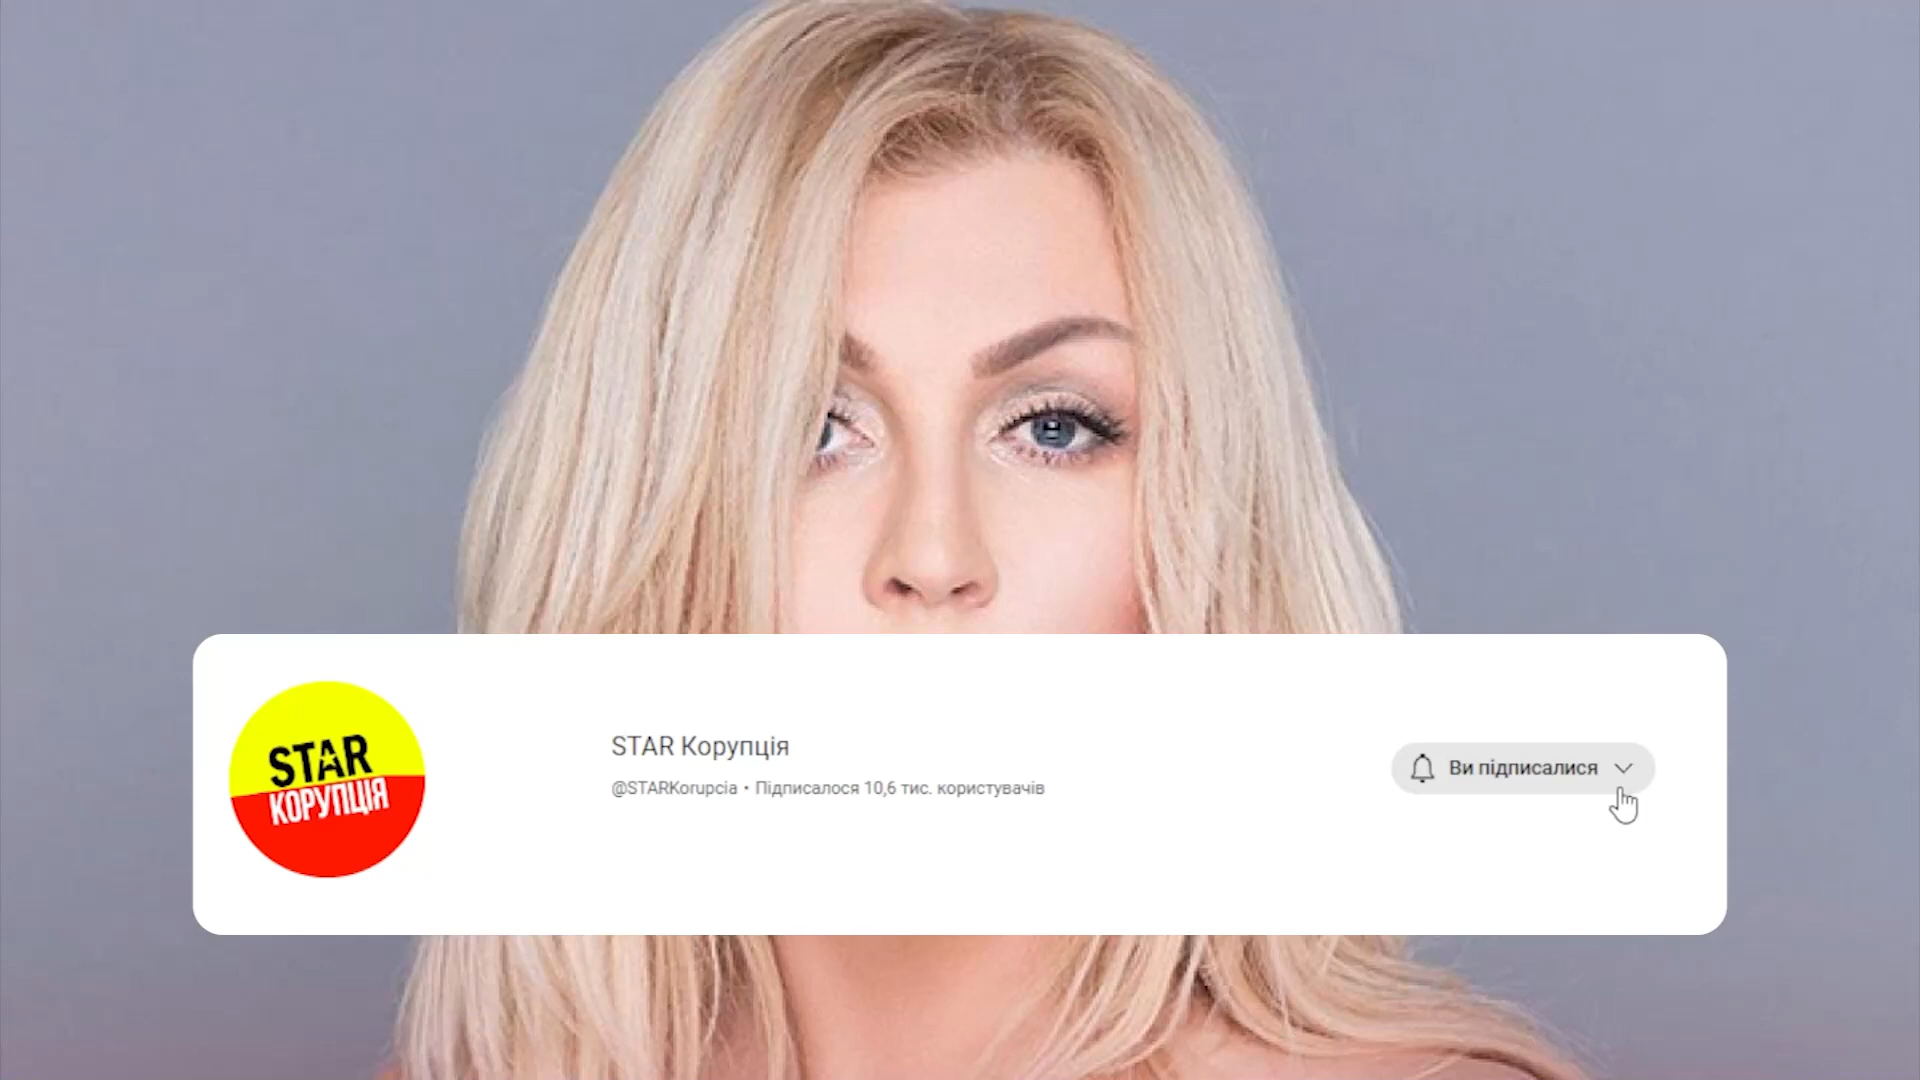 STAR
КОРУПЦІЯ
STAR Корупція
@STARKorupcia • Підписалося 10,6 тис. користувачів
Ви підписалися